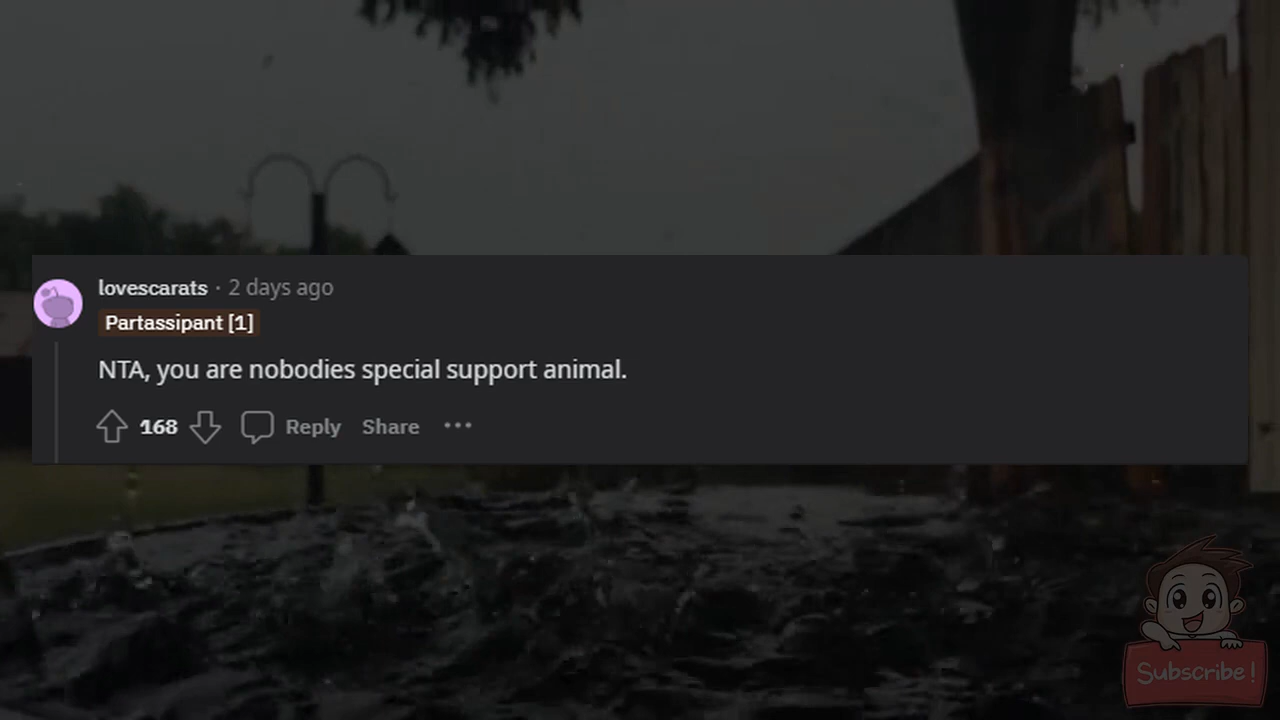 lovescarats · 2 days ago
Partassipant [1]
NTA, you are nobodies special support animal.
168 Reply Share ···
Subscribe!